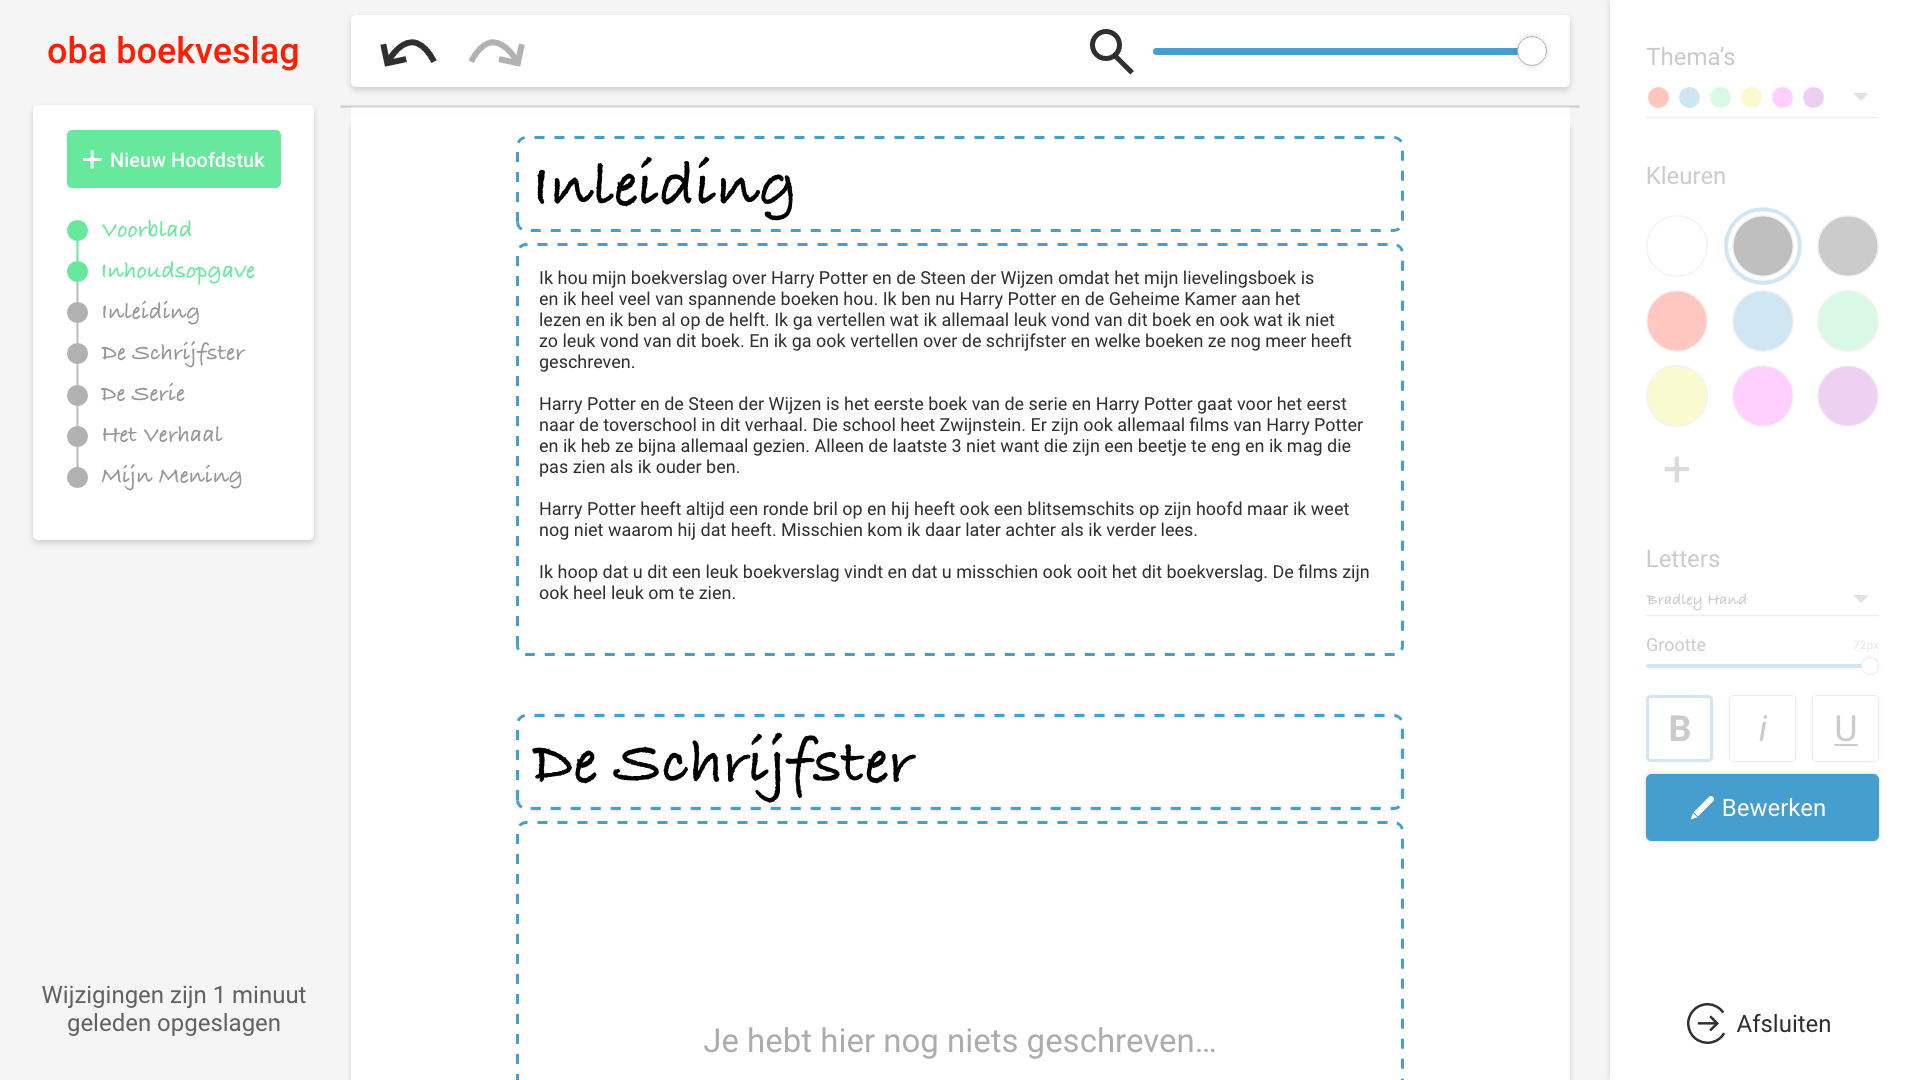 oba boekveslag
Nieuw Hoofdstuk
Voorblad
Inhoudsopgave
Inleiding
De Schrijfster
De Serie
Het Verhaal
Mijn Mening
Wijzigingen zijn 1 minuut
geleden opgeslagen
Inleiding
Ik hou mijn boekverslag over Harry Potter en de Steen der Wijzen omdat het mijn lievelingsboek is
en ik heel veel van spannende boeken hou. Ik ben nu Harry Potter en de Geheime Kamer aan het
lezen en ik ben al op de helft. Ik ga vertellen wat ik allemaal leuk vond van dit boek en ook wat ik niet
zo leuk vond van dit boek. En ik ga ook vertellen over de schrijfster en welke boeken ze nog meer heeft
geschreven.
Harry Potter en de Steen der Wijzen is het eerste boek van de serie en Harry Potter gaat voor het eerst
naar de toverschool in dit verhaal. Die school heet Zwijnstein. Er zijn ook allemaal films van Harry Potter
en ik heb ze bijna allemaal gezien. Alleen de laatste 3 niet want die zijn een beetje te eng en ik mag die
pas zien als ik ouder ben.
Harry Potter heeft altijd een ronde bril op en hij heeft ook een blitsemschits op zijn hoofd maar ik weet
nog niet waarom hij dat heeft. Misschien kom ik daar later achter als ik verder lees.
Ik hoop dat u dit een leuk boekverslag vindt en dat u misschien ook ooit het dit boekverslag. De films zijn
ook heel leuk om te zien.
De Schrijfster
Je hebt hier nog niets geschreven...
Thema's
Kleuren
Letters
Bradley Hand
Grootte 72px
B i U
Bewerken
Afsluiten